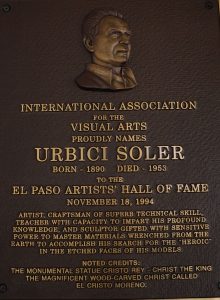 INTERNATIONAL ASSOCIATION
FOR THE
VISUAL ARTS
PROUDLY NAMES
URBICI SOLER
BORN - 1890 DIED - 1953
TO THE
EL PASO ARTISTS' HALL OF FAME
NOVEMBER 18, 1994
ARTIST, CRAFTSMAN OF SUPERB TECHNICAL SKILL,
TEACHER WITH CAPACITY TO IMPART HIS PROFOUND
KNOWLEDGE, AND SCULPTOR GIFTED WITH SENSITIVE
POWER TO MASTER MATERIALS WRENCHED FROM THE
EARTH TO ACCOMPLISH HIS SEARCH FOR THE "HEROIC"
IN THE ETCHED FACES OF HIS MODELS.
NOTED CREDITS:
THE MONUMENTAL STATUE CRISTO REY - CHRIST THE KING
THE MAGNIFICENT WOOD CARVED CHRIST CALLED
EL CRISTO MORENO.